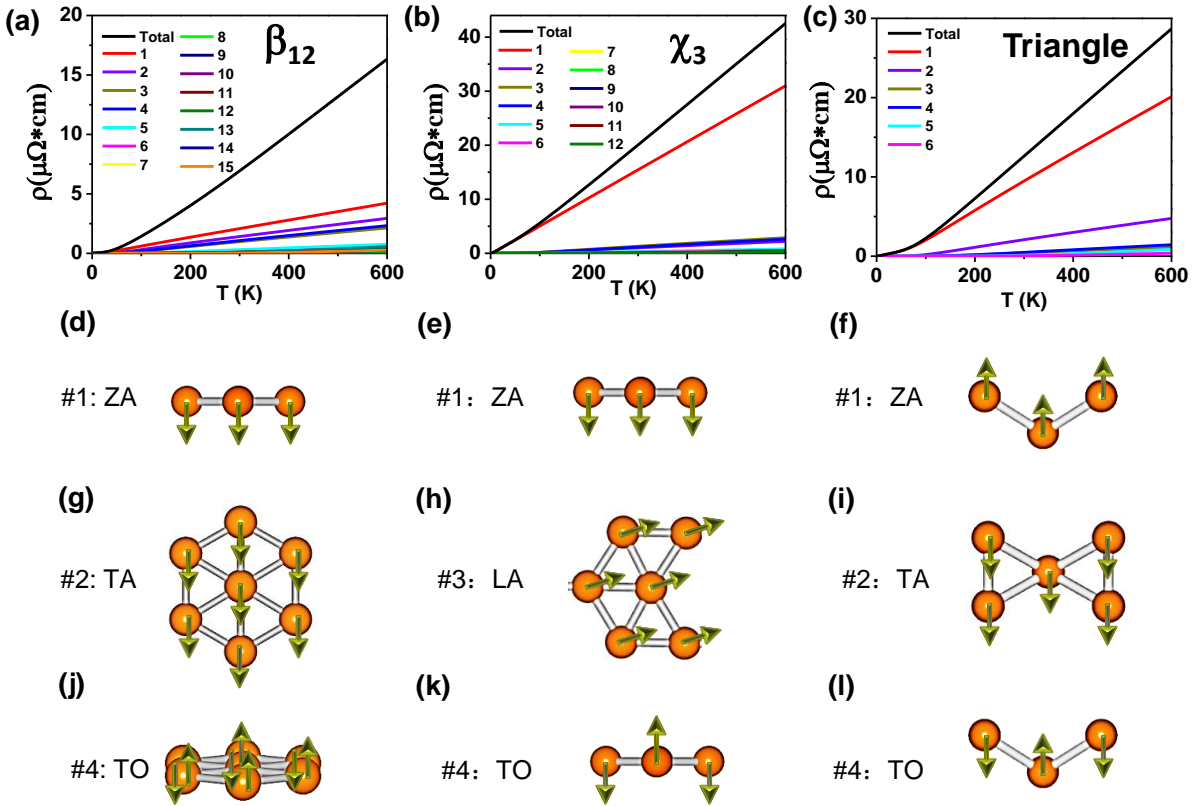 (a)
β12
ρ(μΩ*cm)
20
15
10
5
0
0 200 400 600
T (K)
Total 8
1 9
2 10
3 11
4 12
5 13
6 14
7 15
(b)
χ3
ρ(μΩ*cm)
40
30
20
10
0
0 200 400 600
T (K)
Total 7
1 8
2 9
3 10
4 11
5 12
6
(c)
Triangle
ρ(μΩ*cm)
30
20
10
0
0 200 400 600
T (K)
Total
1
2
3
4
5
6
(d)
#1: ZA
(e)
#1: ZA
(f)
#1: ZA
(g)
#2: TA
(h)
#3: LA
(i)
#2: TA
(j)
#4: TO
(k)
#4: TO
(l)
#4: TO